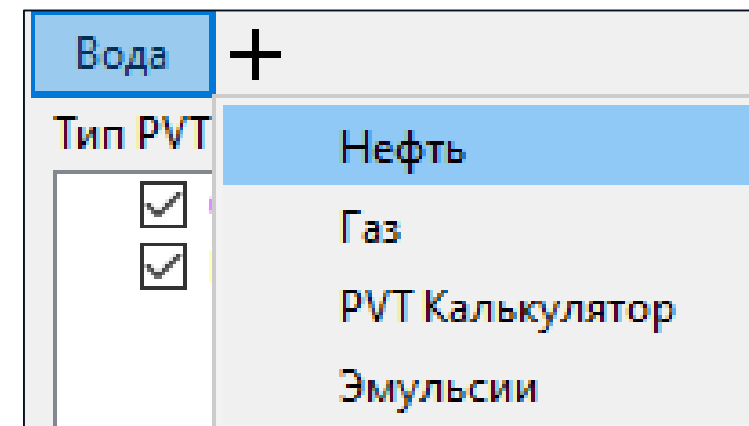 Вода +
Тип PVT
Нефть
Газ
PVT Калькулятор
Эмульсии